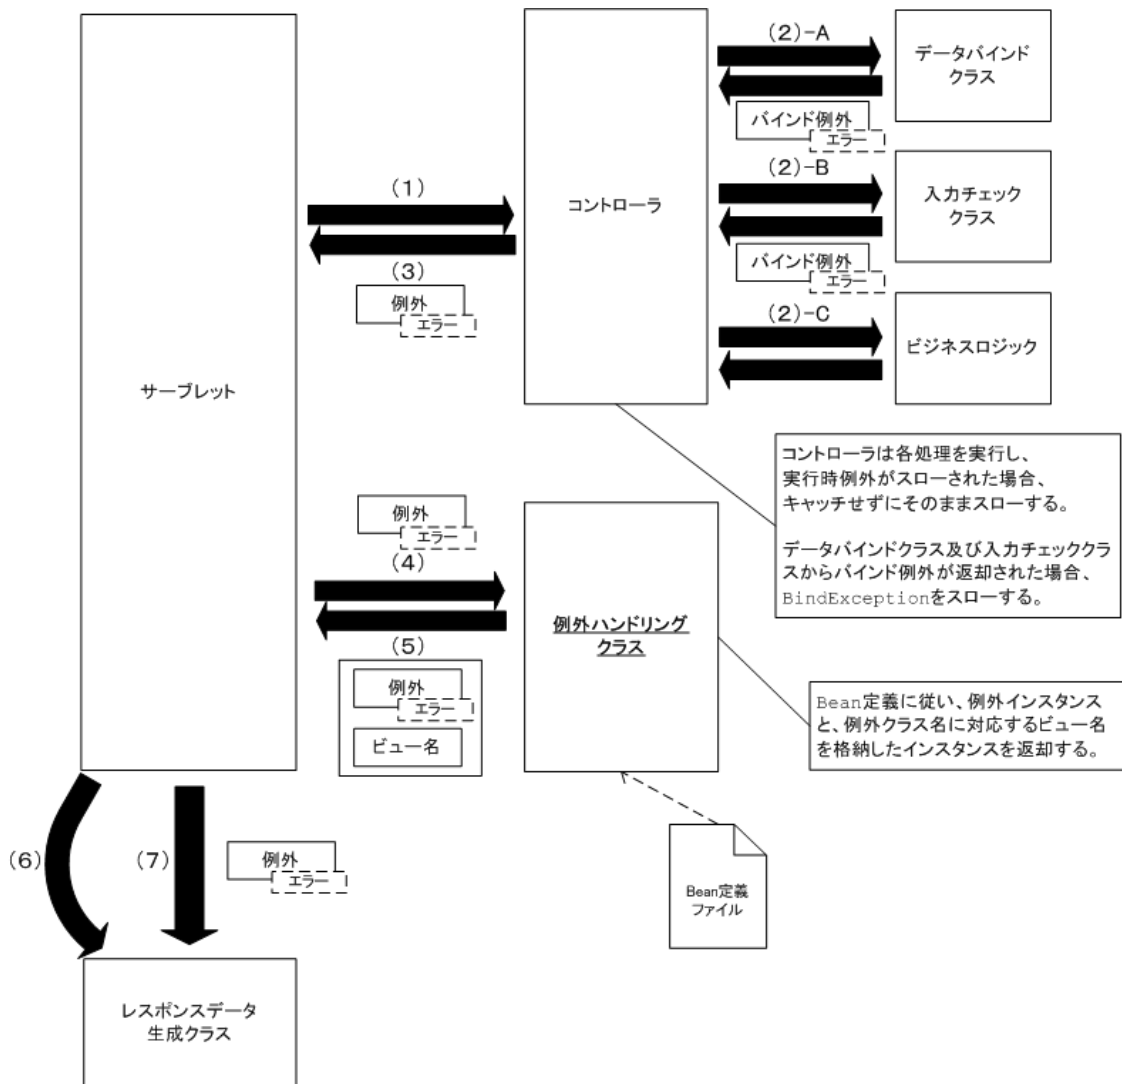 サーブレット
(1)
(3)
例外
エラー
コントローラ
(2)-A
バインド例外
エラー
データバインド
クラス
(2)-B
バインド例外
エラー
入力チェック
クラス
(2)-C
ビジネスロジック
コントローラは各処理を実行し、
実行時例外がスローされた場合、
キャッチせずにそのままスローする。
データバインドクラス及び入力チェッククラ
スからバインド例外が返却された場合、
BindExceptionをスローする。
例外
エラー
(4)
(5)
例外
エラー
ビュー名
例外ハンドリング
クラス
Bean定義に従い、例外インスタンス
と、例外クラス名に対応するビュー名
を格納したインスタンスを返却する。
Bean定義
ファイル
(6)
(7)
例外
エラー
レスポンスデータ
生成クラス